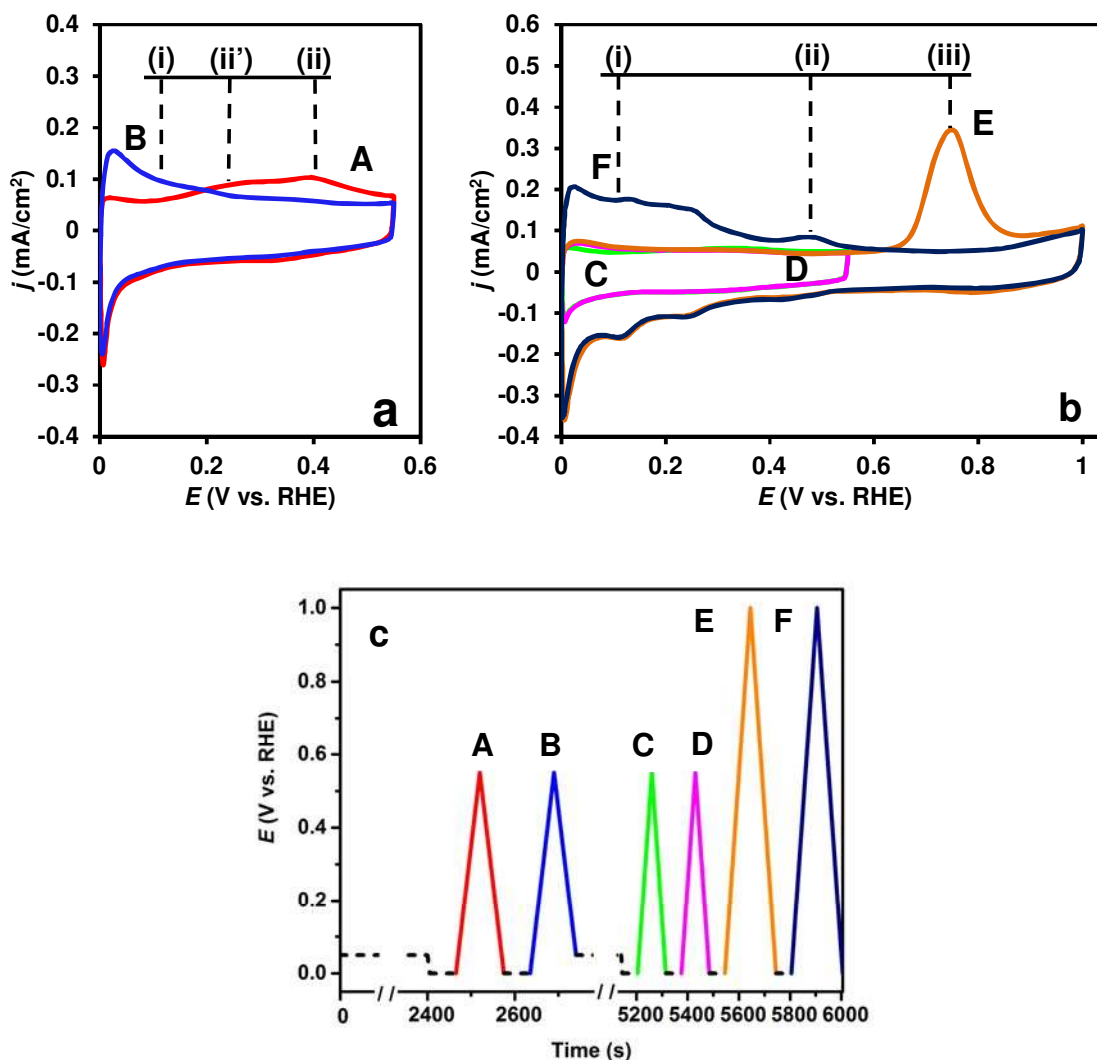 0.4
0.3
0.2
0.1
0
-0.1
-0.2
-0.3
-0.4
j (mA/cm²)
(i) (ii') (ii)
B
A
a
0 0.2 0.4 0.6
E (V vs. RHE)
0.6
0.5
0.4
0.3
0.2
0.1
0
-0.1
-0.2
-0.3
-0.4
j (mA/cm²)
(i) (ii) (iii)
E
F
C
D
b
0 0.2 0.4 0.6 0.8 1
E (V vs. RHE)
1.0
0.8
0.6
0.4
0.2
0.0
E (V vs. RHE)
c
E F
A B C D
0 2400 2600 5200 5400 5600 5800 6000
Time (s)